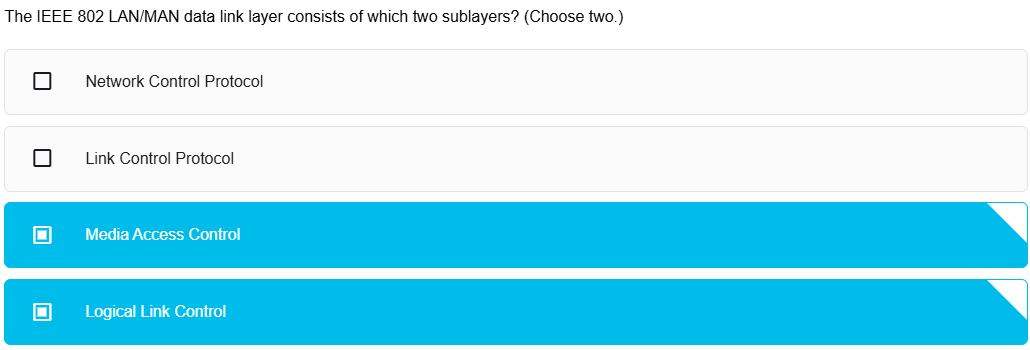 The IEEE 802 LAN/MAN data link layer consists of which two sublayers? (Choose two.)
Network Control Protocol
Link Control Protocol
Media Access Control
Logical Link Control